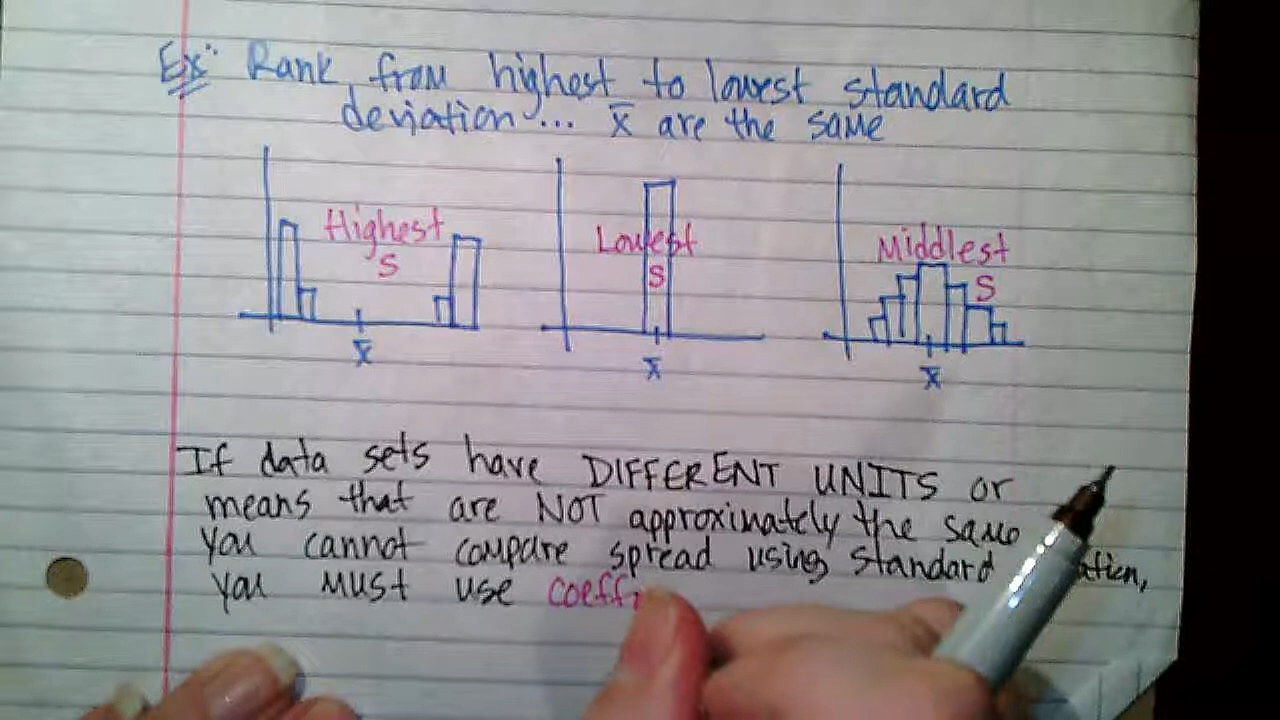 Ex: Rank from highest to lowest standard
deviation... x̄ are the same
Highest
S
Lowest
S
Middlest
S
x̄
x̄
x̄
If data sets have DIFFERENT UNITS or
means that are NOT approximately the same
you cannot compare spread using standard
you must use